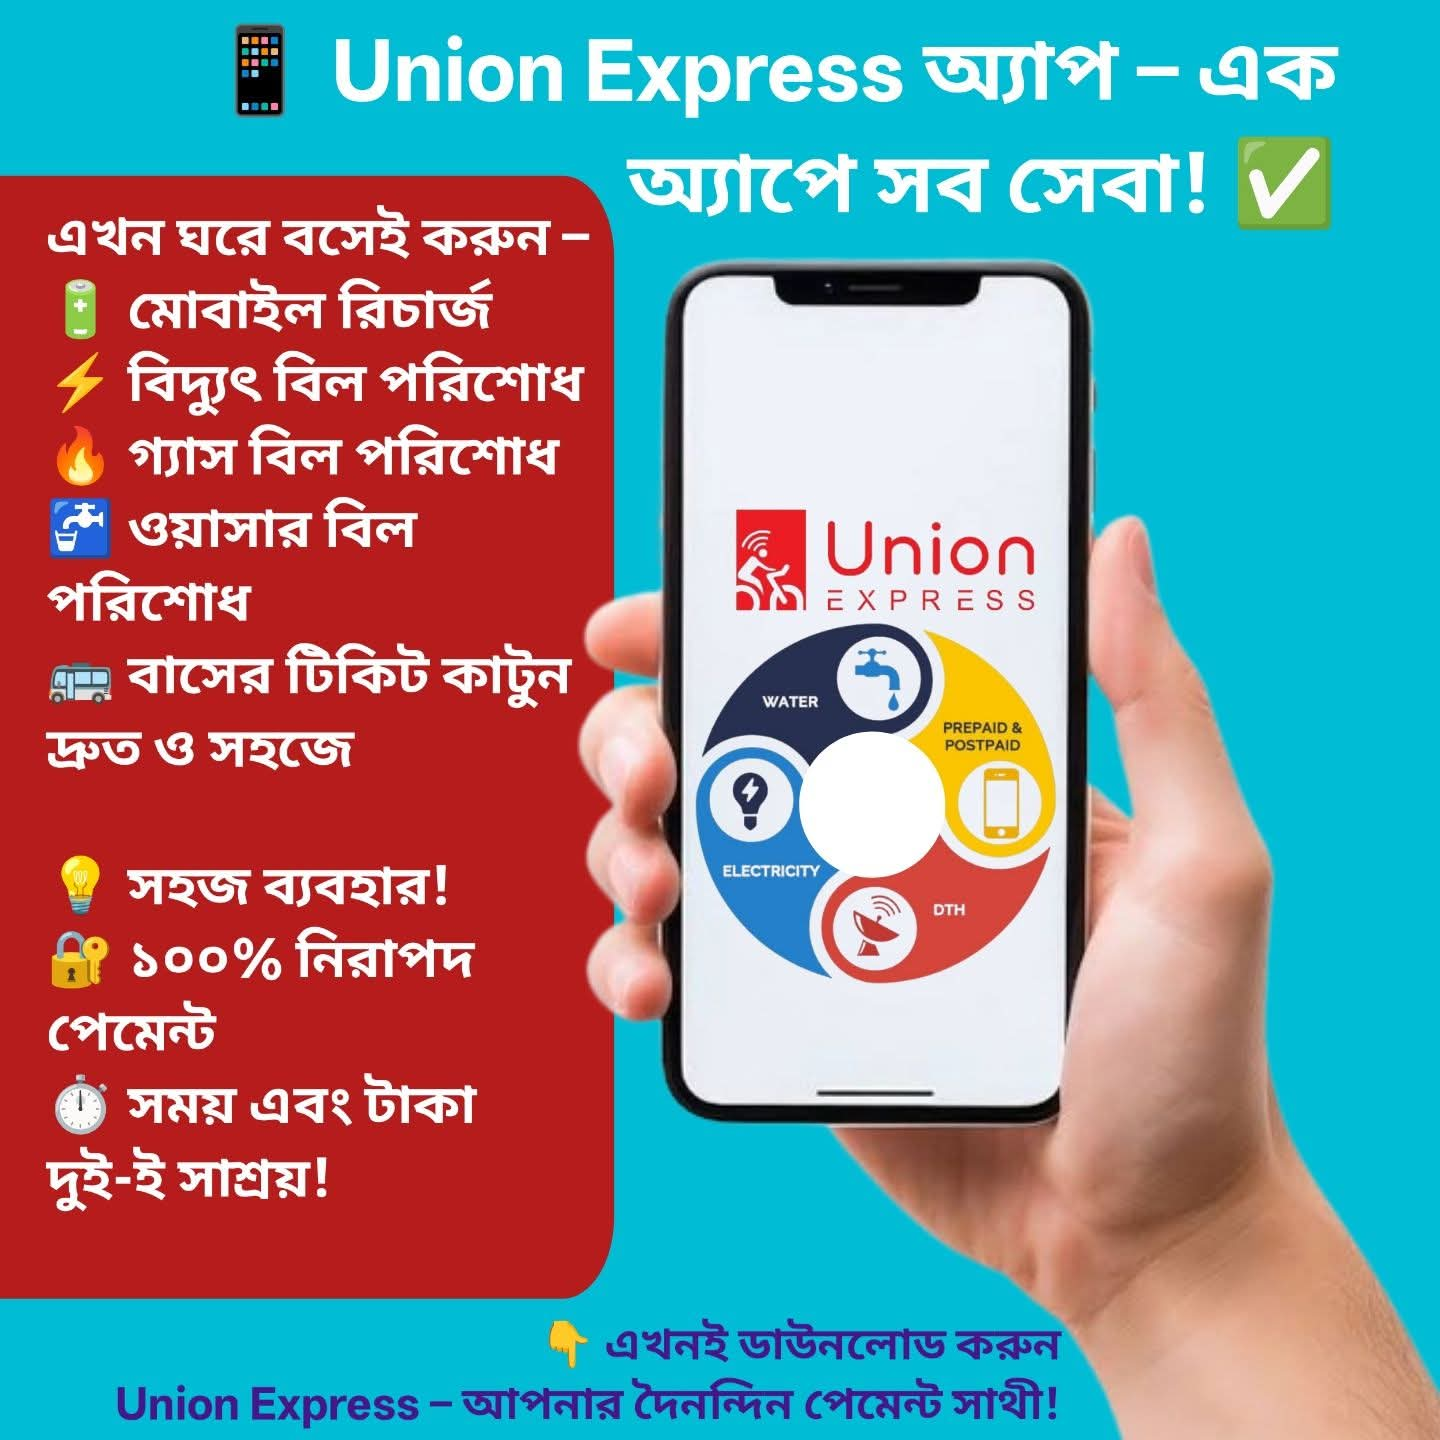 📱 Union Express অ্যাপ – এক
অ্যাপে সব সেবা! ✅
এখন ঘরে বসেই করুন –
🔋 মোবাইল রিচার্জ
⚡ বিদ্যুৎ বিল পরিশোধ
🔥 গ্যাস বিল পরিশোধ
🚰 ওয়াসার বিল
পরিশোধ
🚌 বাসের টিকিট কাটুন
দ্রুত ও সহজে
💡 সহজ ব্যবহার!
🔐 ১০০% নিরাপদ
পেমেন্ট
⏱️ সময় এবং টাকা
দুই-ই সাশ্রয়!
Union
EXPRESS
WATER
PREPAID &
POSTPAID
ELECTRICITY
DTH
👇 এখনই ডাউনলোড করুন
Union Express – আপনার দৈনন্দিন পেমেন্ট সাথী!